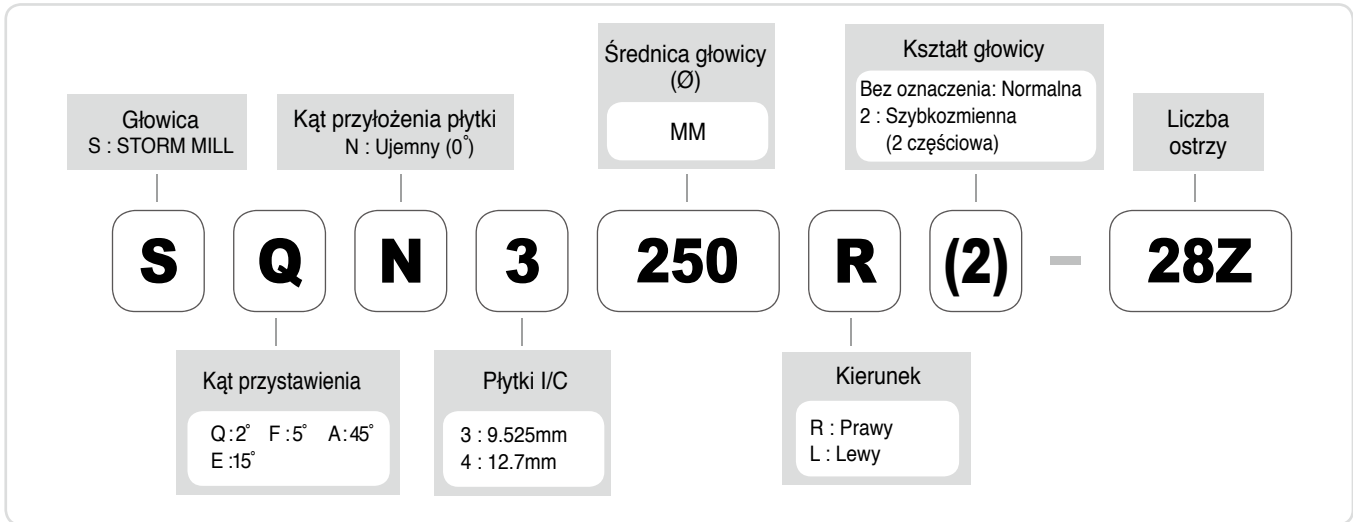 Głowica
S : STORM MILL
Kąt przyłożenia płytki
N : Ujemny (0°)
Średnica głowicy
(Ø)
MM
Kształt głowicy
Bez oznaczenia: Normalna
2 : Szybkozmienna
(2 częściowa)
Liczba
ostrzy
S Q N 3 250 R (2) - 28Z
Kąt przystawienia
Q:2° F:5° A:45°
E:15°
Płytki I/C
3 : 9.525mm
4 : 12.7mm
Kierunek
R : Prawy
L : Lewy